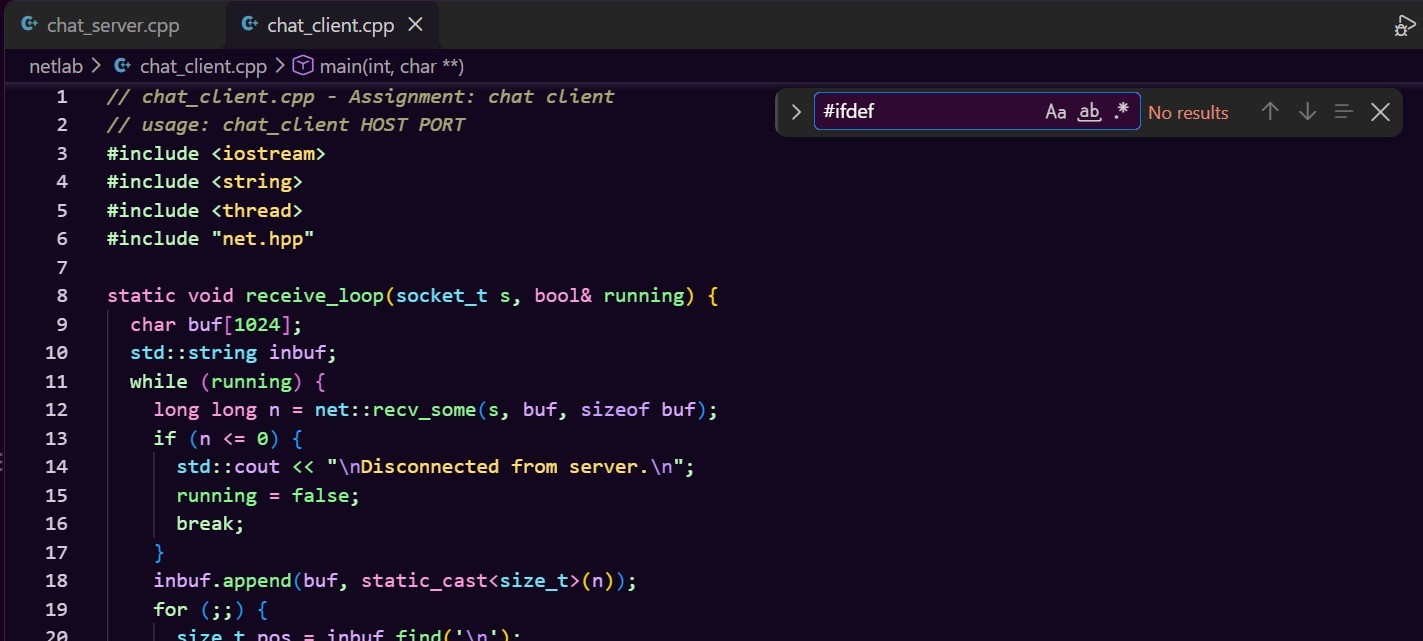 chat_server.cpp
chat_client.cpp
netlab > chat_client.cpp > main(int, char **)
#ifdef Aa ab .* No results
1 // chat_client.cpp - Assignment: chat client
2 // usage: chat_client HOST PORT
3 #include <iostream>
4 #include <string>
5 #include <thread>
6 #include "net.hpp"
7
8 static void receive_loop(socket_t s, bool& running) {
9 char buf[1024];
10 std::string inbuf;
11 while (running) {
12 long long n = net::recv_some(s, buf, sizeof buf);
13 if (n <= 0) {
14 std::cout << "\nDisconnected from server.\n";
15 running = false;
16 break;
17 }
18 inbuf.append(buf, static_cast<size_t>(n));
19 for (;;) {
20 size_t pos = inbuf.find('\n');